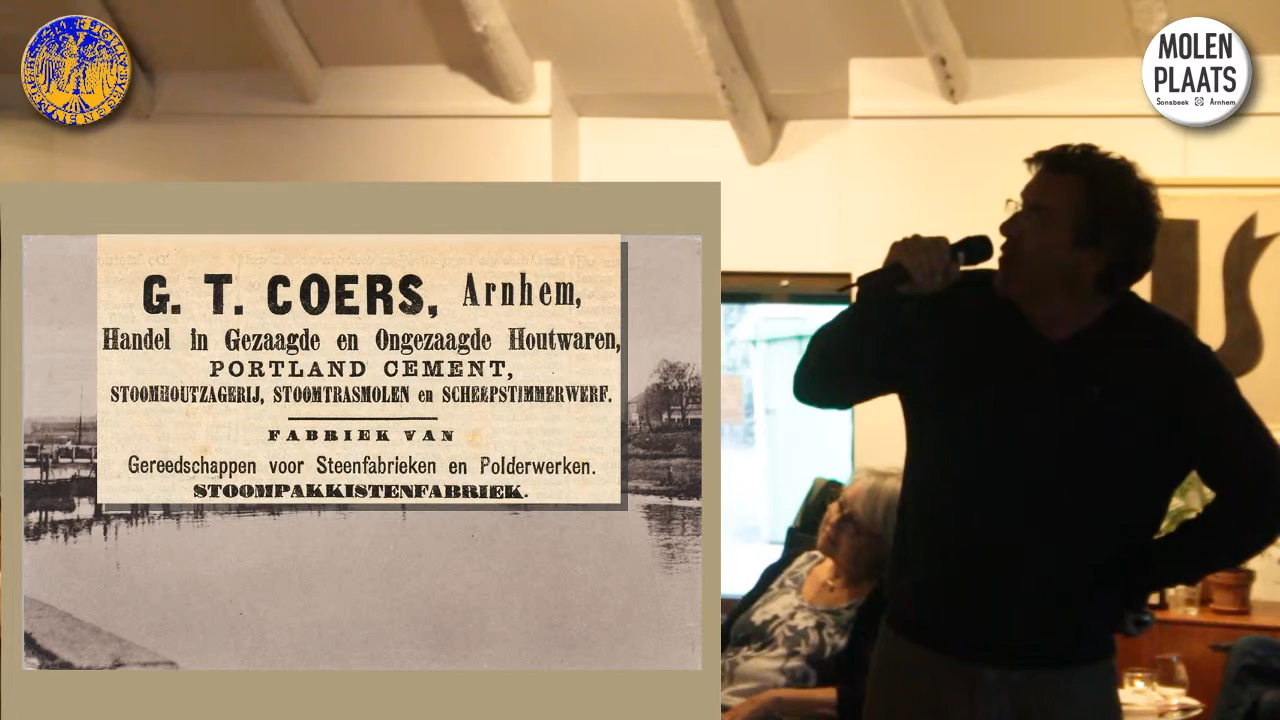 MOLEN
PLAATS
Sonsbeek Arnhem
G. T. COERS, Arnhem,
Handel in Gezaagde en Ongezaagde Houtwaren,
PORTLAND CEMENT,
STOOMHOUTZAGERIJ, STOOMTRASMOLEN en SCHEEPSTIMMERWERF.
FABRIEK VAN
Gereedschappen voor Steenfabrieken en Polderwerken.
STOOMPAKKISTENFABRIEK.